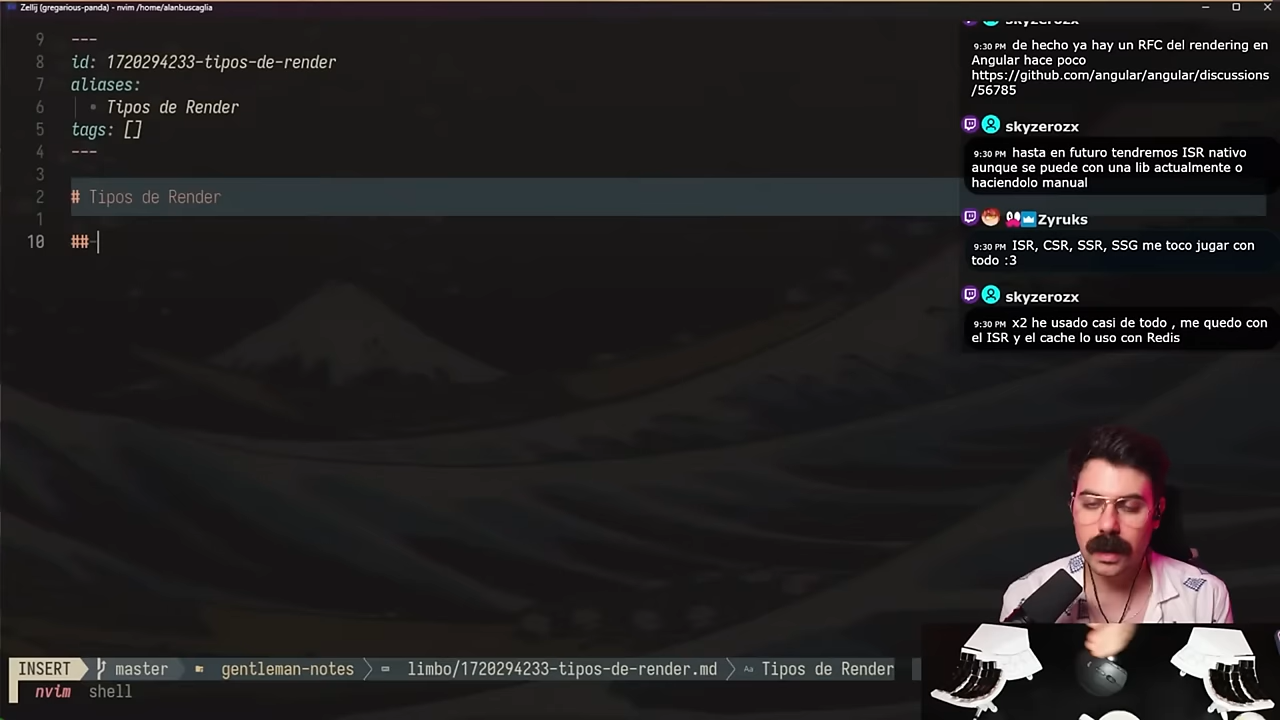 Zellij (gregarious-panda) - nvim /home/alanbuscaglia
9 ---
8 id: 1720294233-tipos-de-render
7 aliases:
6 Tipos de Render
5 tags: []
4 ---
3
2 # Tipos de Render
1
10 ##
INSERT master gentleman-notes limbo/1720294233-tipos-de-render.md Aa Tipos de Render
nvim shell
skyzerozx
9:30 PM de hecho ya hay un RFC del rendering en
Angular hace poco
https://github.com/angular/angular/discussions
/56785
skyzerozx
9:30 PM hasta en futuro tendremos ISR nativo
aunque se puede con una lib actualmente o
haciendolo manual
Zyruks
9:30 PM ISR, CSR, SSR, SSG me toco jugar con
todo :3
skyzerozx
9:30 PM x2 he usado casi de todo , me quedo con
el ISR y el cache lo uso con Redis